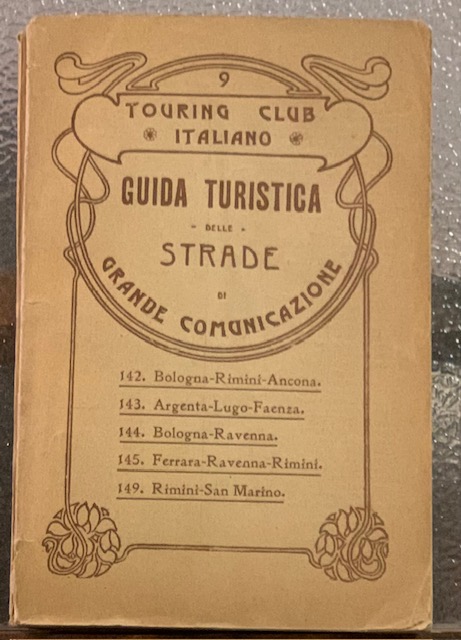 9
TOURING CLUB
ITALIANO
GUIDA TURISTICA
- DELLE -
STRADE
DI
GRANDE COMUNICAZIONE
142. Bologna-Rimini-Ancona.
143. Argenta-Lugo-Faenza.
144. Bologna-Ravenna.
145. Ferrara-Ravenna-Rimini.
149. Rimini-San Marino.